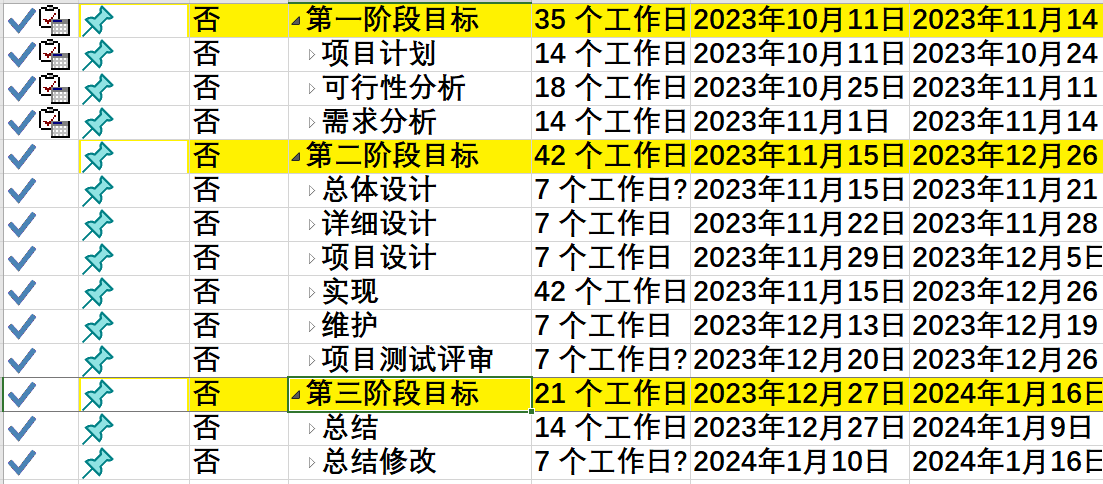 否 第一阶段目标 35 个工作日 2023年10月11日 2023年11月14
否 项目计划 14 个工作日 2023年10月11日 2023年10月24
否 可行性分析 18 个工作日 2023年10月25日 2023年11月11
否 需求分析 14 个工作日 2023年11月1日 2023年11月14
否 第二阶段目标 42 个工作日 2023年11月15日 2023年12月26
否 总体设计 7 个工作日? 2023年11月15日 2023年11月21
否 详细设计 7 个工作日 2023年11月22日 2023年11月28
否 项目设计 7 个工作日 2023年11月29日 2023年12月5日
否 实现 42 个工作日 2023年11月15日 2023年12月26
否 维护 7 个工作日 2023年12月13日 2023年12月19
否 项目测试评审 7 个工作日? 2023年12月20日 2023年12月26
否 第三阶段目标 21 个工作日 2023年12月27日 2024年1月16日
否 总结 14 个工作日 2023年12月27日 2024年1月9日
否 总结修改 7 个工作日? 2024年1月10日 2024年1月16日